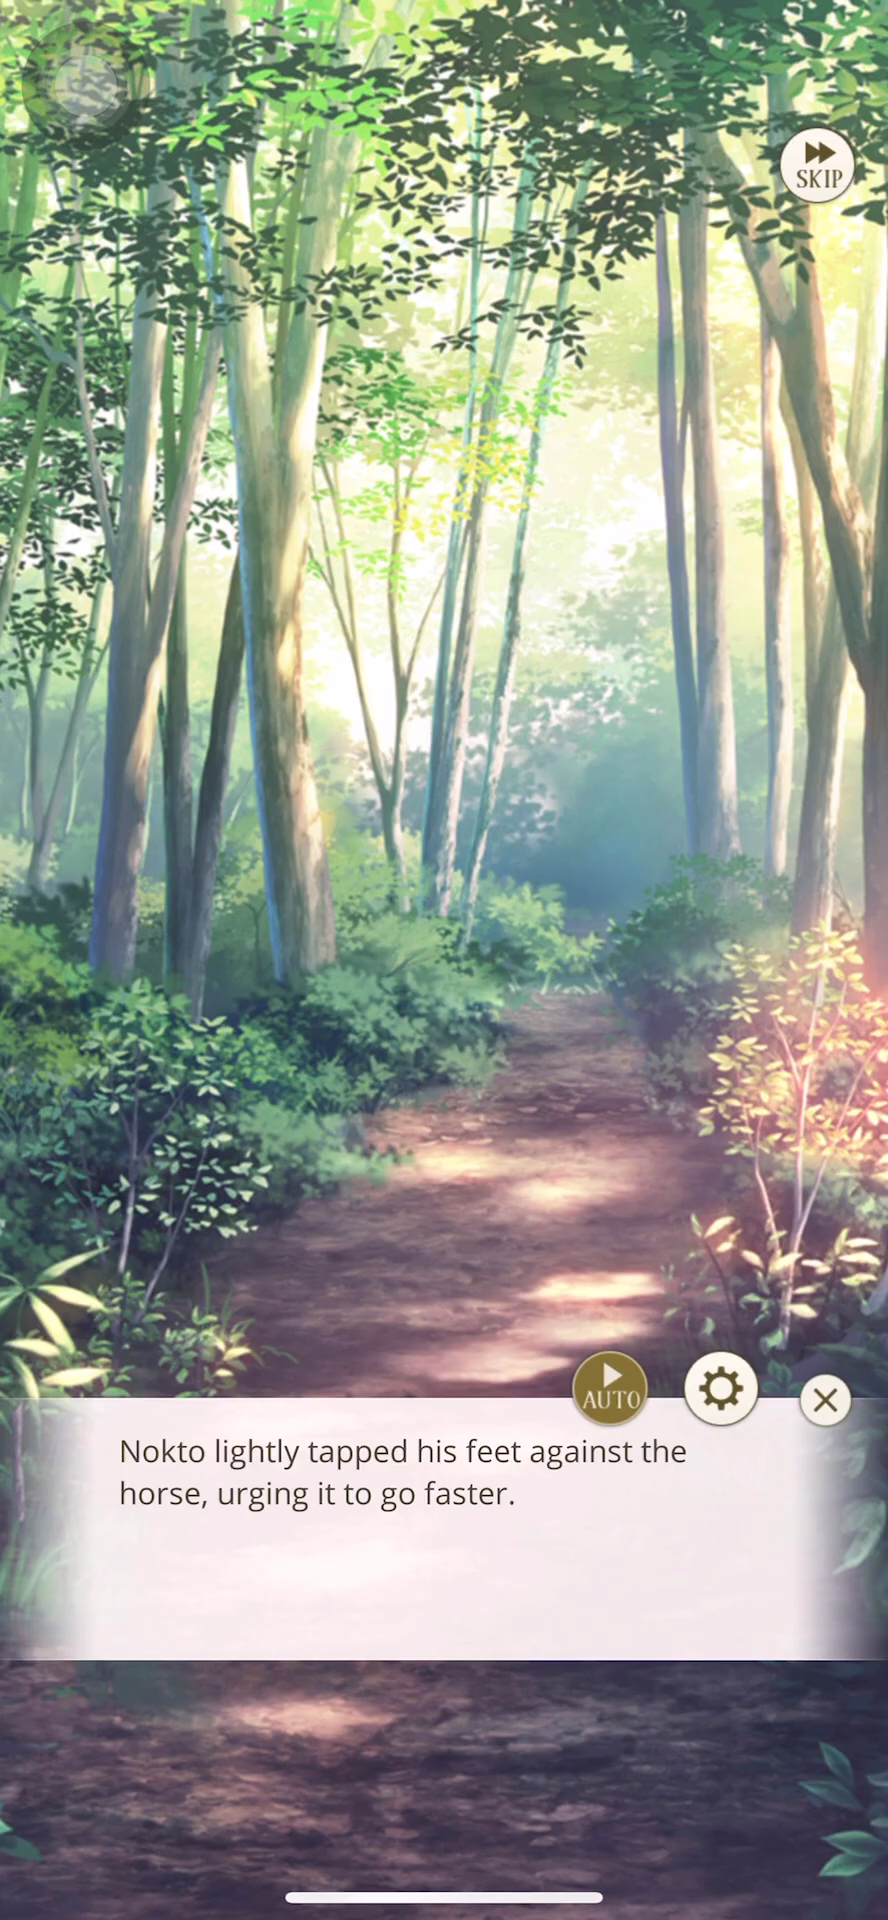 SKIP
AUTO
Nokto lightly tapped his feet against the
horse, urging it to go faster.